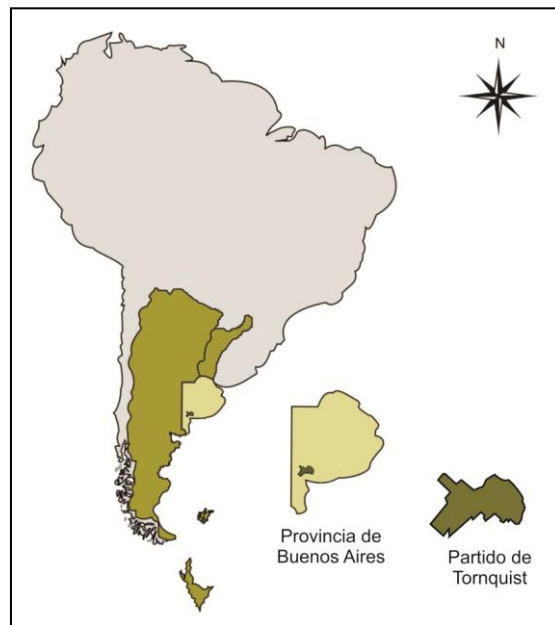 N
Provincia de
Buenos Aires
Partido de
Tornquist